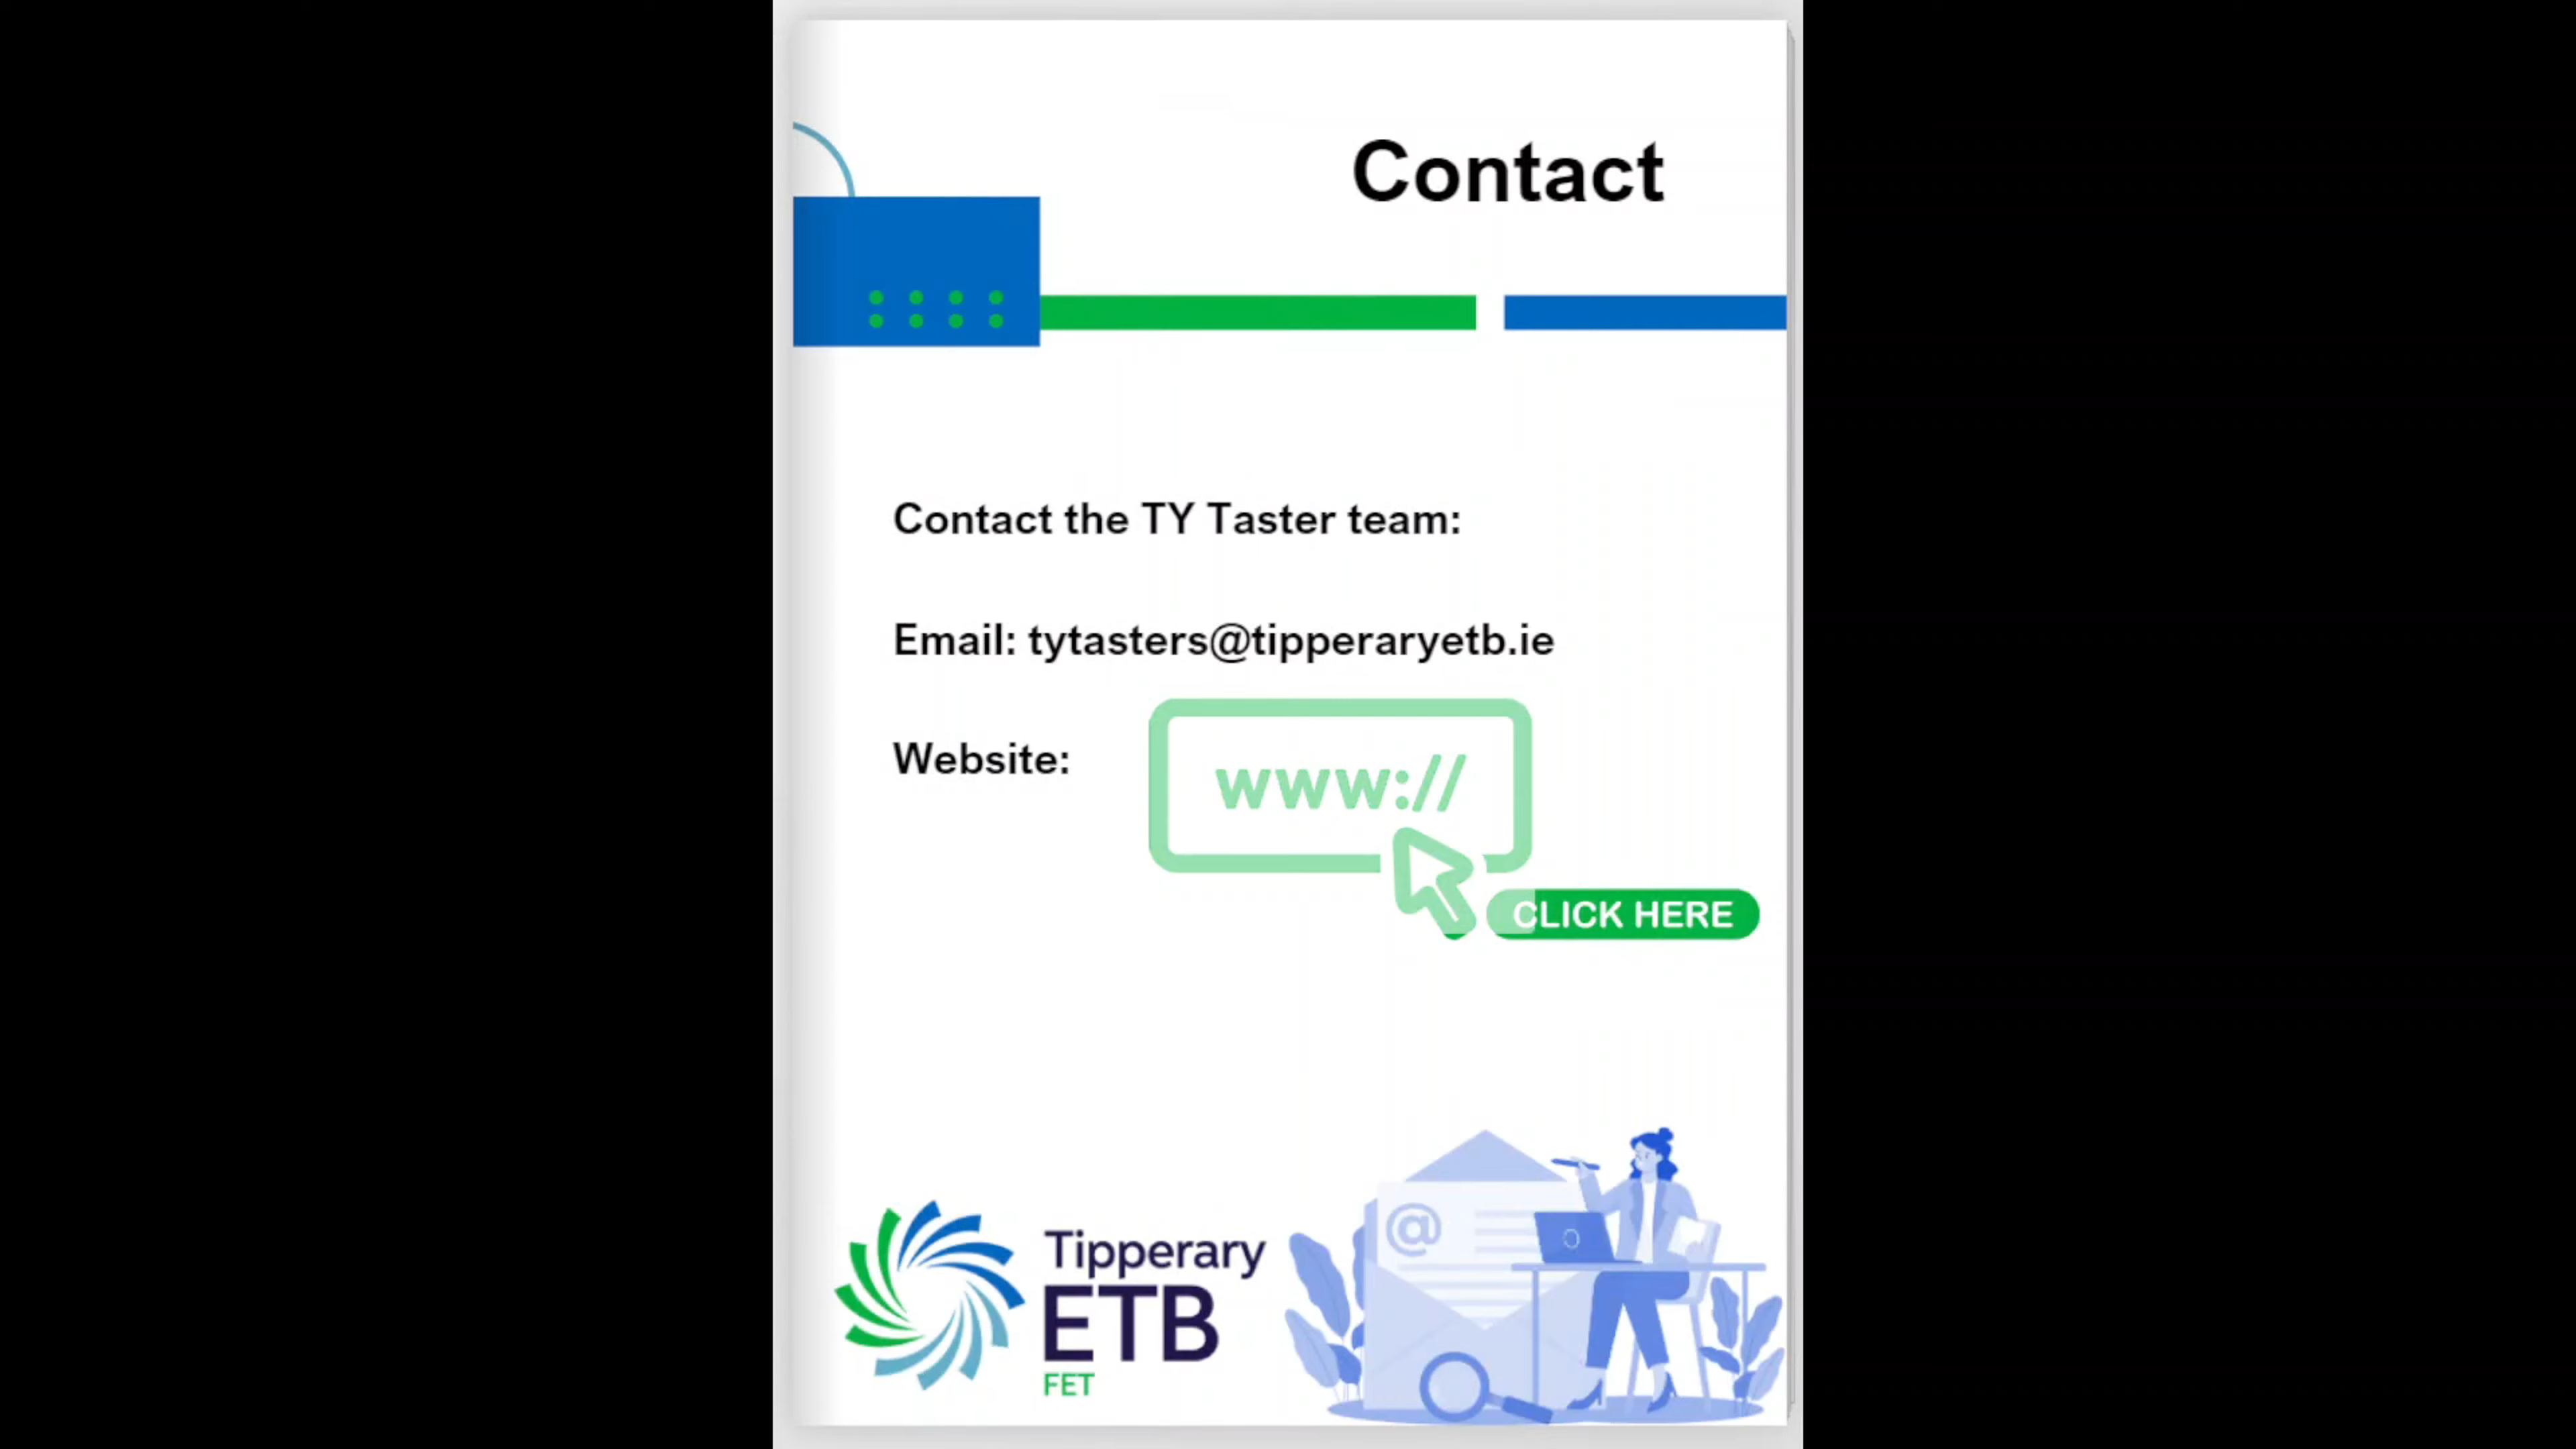 Contact
Contact the TY Taster team:
Email: tytasters@tipperaryetb.ie
Website:
www://
CLICK HERE
@
Tipperary
ETB
FET